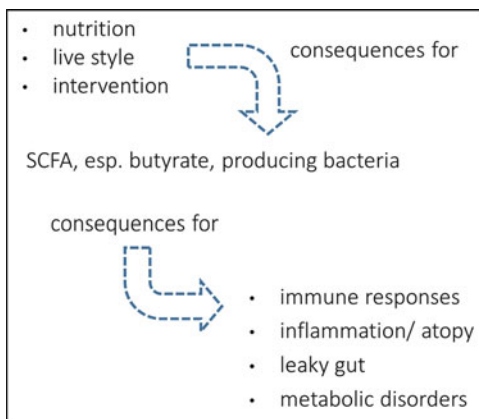 • nutrition
• live style
• intervention
consequences for
SCFA, esp. butyrate, producing bacteria
consequences for
• immune responses
• inflammation/ atopy
• leaky gut
• metabolic disorders